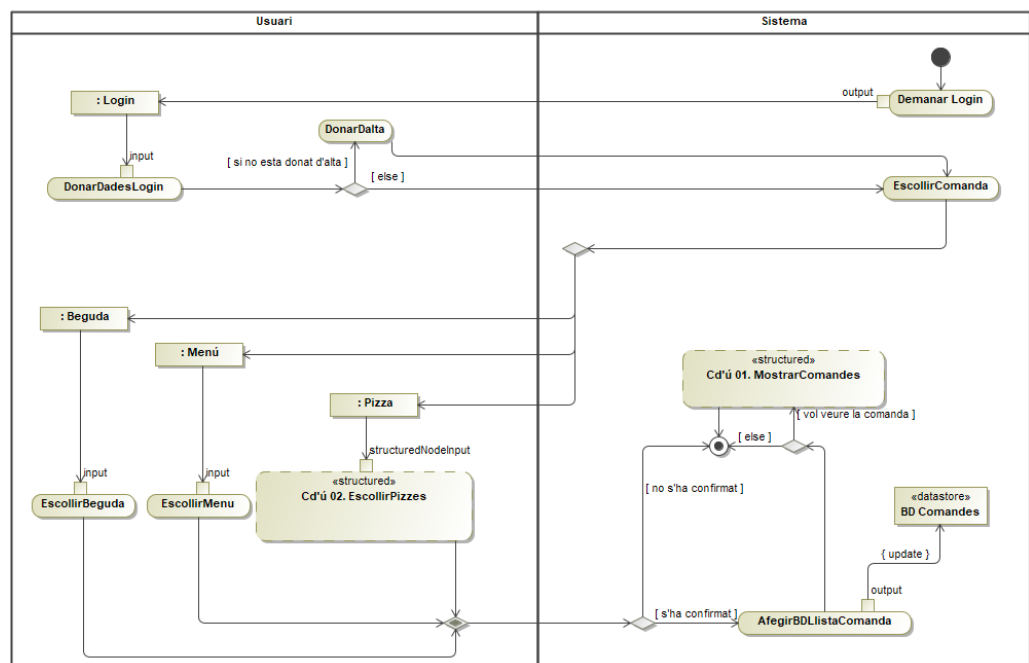 Usuari
Sistema
output
Demanar Login
: Login
DonarDalta
input
[ si no esta donat d'alta ]
[ else ]
DonarDadesLogin
EscollirComanda
: Beguda
: Menú
«structured»
Cd'ú 01. MostrarComandes
: Pizza
[ vol veure la comanda ]
[ else ]
structuredNodeInput
input
input
«structured»
Cd'ú 02. EscollirPizzes
[ no s'ha confirmat ]
EscollirBeguda
EscollirMenu
«datastore»
BD Comandes
{ update }
output
[ s'ha confirmat ]
AfegirBDLlistaComanda